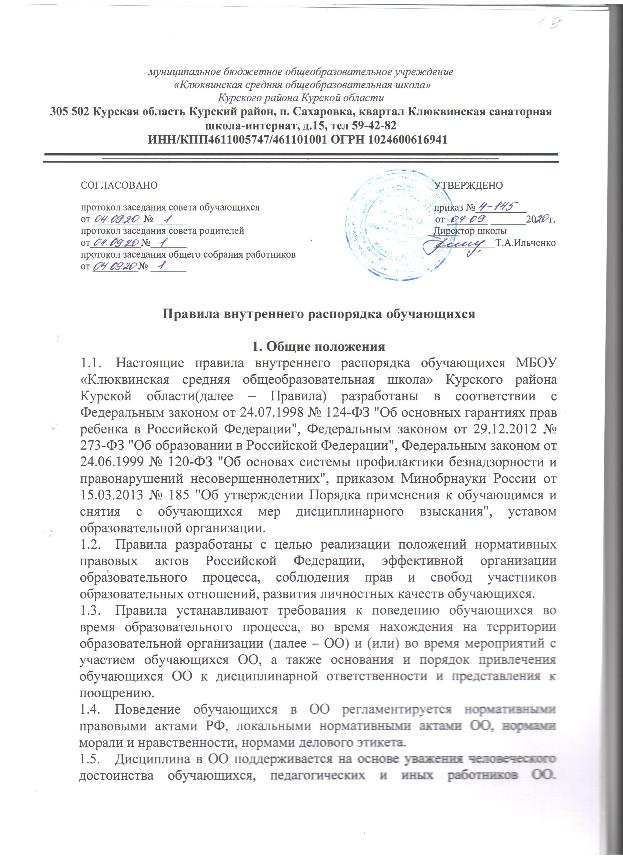 19
муниципальное бюджетное общеобразовательное учреждение
«Клюквинская средняя общеобразовательная школа»
Курского района Курской области
305 502 Курская область Курский район, п. Сахаровка, квартал Клюквинская санаторная
школа-интернат, д.15, тел 59-42-82
ИНН/КПП4611005747/461101001 ОГРН 1024600616941
СОГЛАСОВАНО
протокол заседания совета обучающихся
от 04.09.20 № 1
протокол заседания совета родителей
от 04.09.20 № 1
протокол заседания общего собрания работников
от 04.09.20 № 1
УТВЕРЖДЕНО
приказ № 4-145
от 04 09 2020г.
Директор школы
Т.А.Ильченко
Правила внутреннего распорядка обучающихся
1. Общие положения
1.1. Настоящие правила внутреннего распорядка обучающихся МБОУ
«Клюквинская средняя общеобразовательная школа» Курского района
Курской области(далее – Правила) разработаны в соответствии с
Федеральным законом от 24.07.1998 № 124-ФЗ "Об основных гарантиях прав
ребенка в Российской Федерации", Федеральным законом от 29.12.2012 №
273-ФЗ "Об образовании в Российской Федерации", Федеральным законом от
24.06.1999 № 120-ФЗ "Об основах системы профилактики безнадзорности и
правонарушений несовершеннолетних", приказом Минобрнауки России от
15.03.2013 № 185 "Об утверждении Порядка применения к обучающимся и
снятия с обучающихся мер дисциплинарного взыскания", уставом
образовательной организации.
1.2. Правила разработаны с целью реализации положений нормативных
правовых актов Российской Федерации, эффективной организации
образовательного процесса, соблюдения прав и свобод участников
образовательных отношений, развития личностных качеств обучающихся.
1.3. Правила устанавливают требования к поведению обучающихся во
время образовательного процесса, во время нахождения на территории
образовательной организации (далее – ОО) и (или) во время мероприятий с
участием обучающихся ОО, а также основания и порядок привлечения
обучающихся ОО к дисциплинарной ответственности и представления к
поощрению.
1.4. Поведение обучающихся в ОО регламентируется нормативными
правовыми актами РФ, локальными нормативными актами ОО, нормами
морали и нравственности, нормами делового этикета.
1.5. Дисциплина в ОО поддерживается на основе уважения человеческого
достоинства обучающихся, педагогических и иных работников ОО.